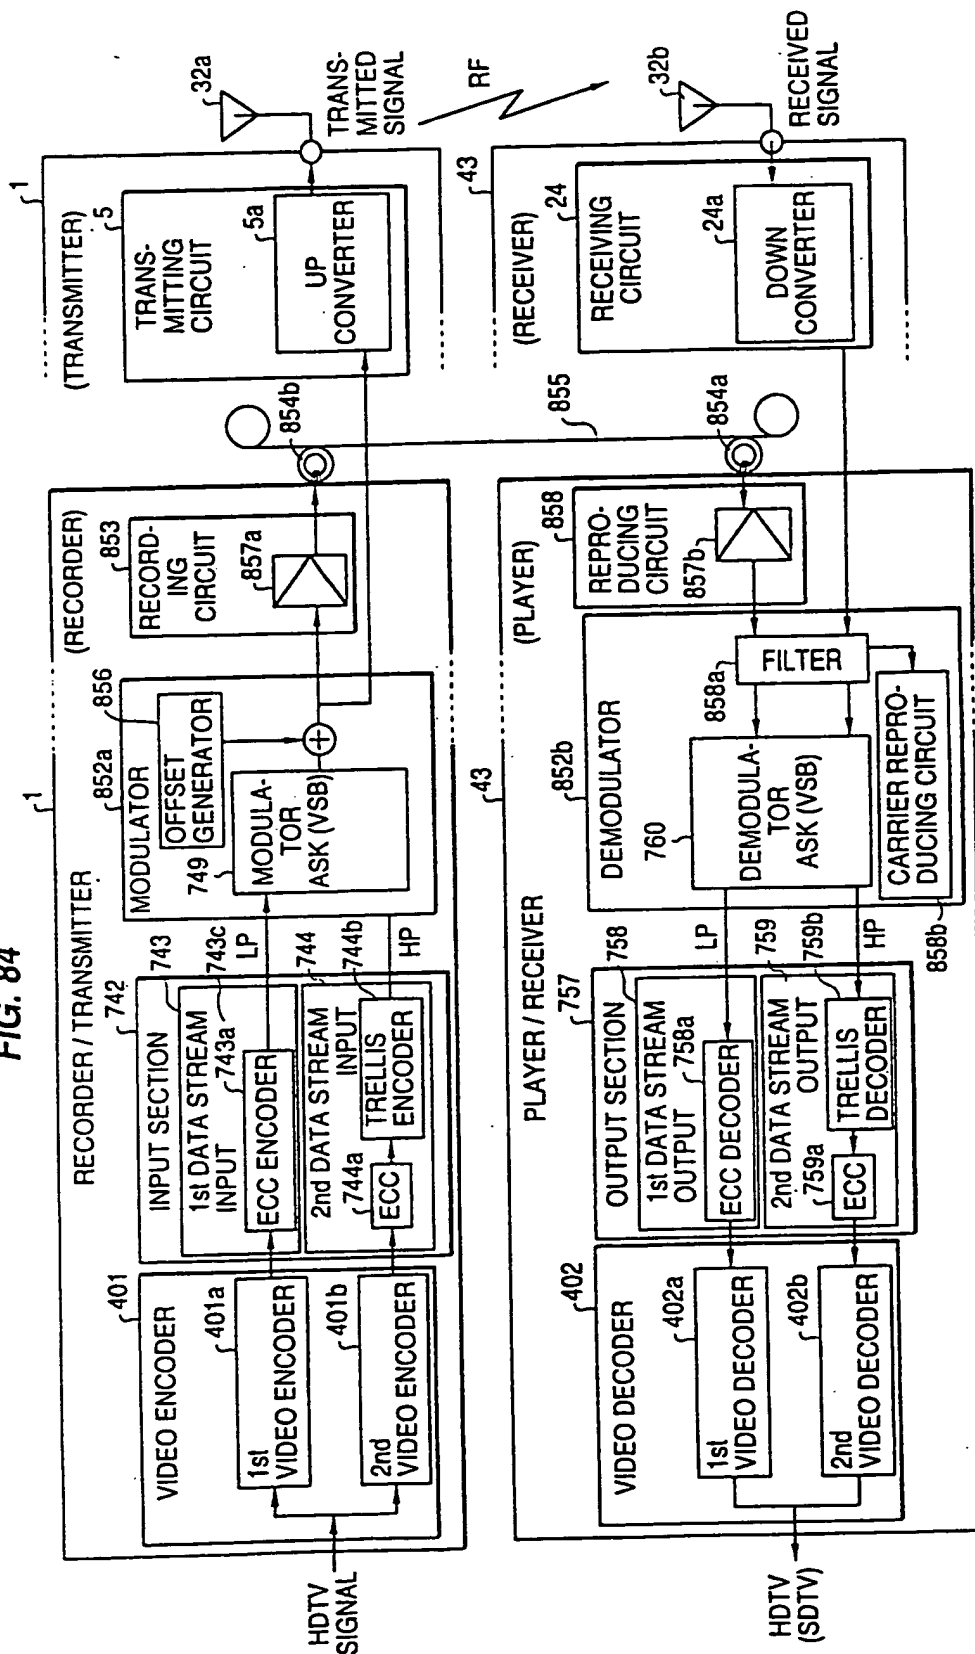 FIG. 84
RECORDER / TRANSMITTER
1
(RECORDER)
(TRANSMITTER)
1
HDTV
SIGNAL
401
VIDEO ENCODER
401a
1st
VIDEO ENCODER
401b
2nd
VIDEO ENCODER
742
INPUT SECTION
743
1st DATA STREAM
INPUT
743c
743a
ECC ENCODER
744
2nd DATA STREAM
INPUT
744a
ECC
744b
TRELLIS
ENCODER
LP
HP
852a
MODULATOR
856
OFFSET
GENERATOR
749
MODULA-
TOR
ASK (VSB)
+
853
RECORD-
ING
CIRCUIT
857a
854b
855
5
TRANS-
MITTING
CIRCUIT
5a
UP
CONVERTER
32a
TRANS-
MITTED
SIGNAL
RF
PLAYER / RECEIVER
43
(PLAYER)
(RECEIVER)
43
HDTV
(SDTV)
402
VIDEO DECODER
402a
1st
VIDEO DECODER
402b
2nd
VIDEO DECODER
757
OUTPUT SECTION
758
1st DATA STREAM
OUTPUT
758a
ECC DECODER
759
2nd DATA STREAM
OUTPUT
759a
ECC
759b
TRELLIS
DECODER
LP
HP
852b
DEMODULATOR
760
DEMODULA-
TOR
ASK (VSB)
858a
FILTER
CARRIER REPRO-
DUCING CIRCUIT
858b
858
REPRO-
DUCING
CIRCUIT
857b
854a
24
RECEIVING
CIRCUIT
24a
DOWN
CONVERTER
32b
RECEIVED
SIGNAL